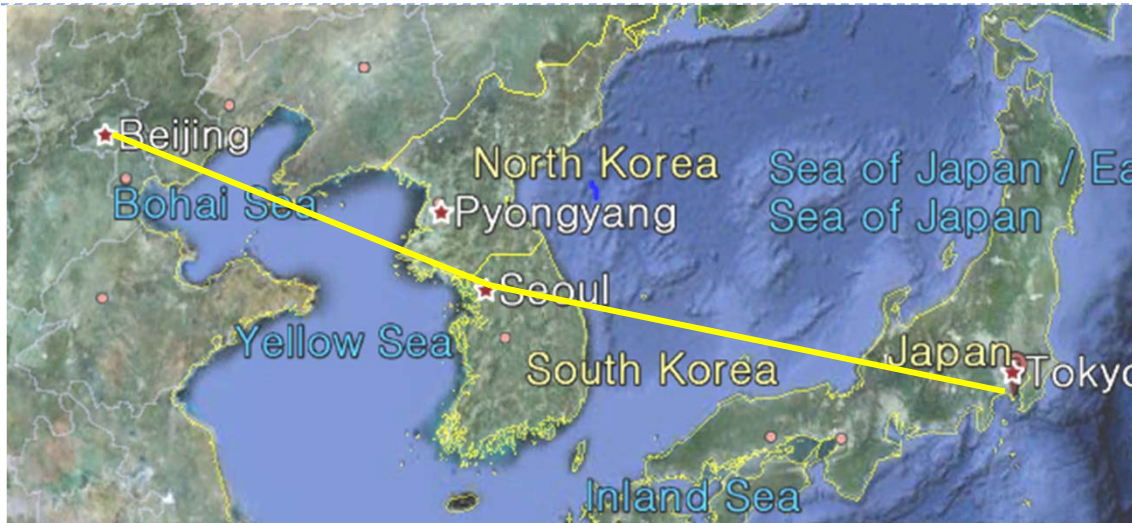 Beijing
North Korea
Sea of Japan / Ea
Bohai Sea
Pyongyang
Sea of Japan
Seoul
Yellow Sea
South Korea
Japan
Tokyo
Inland Sea